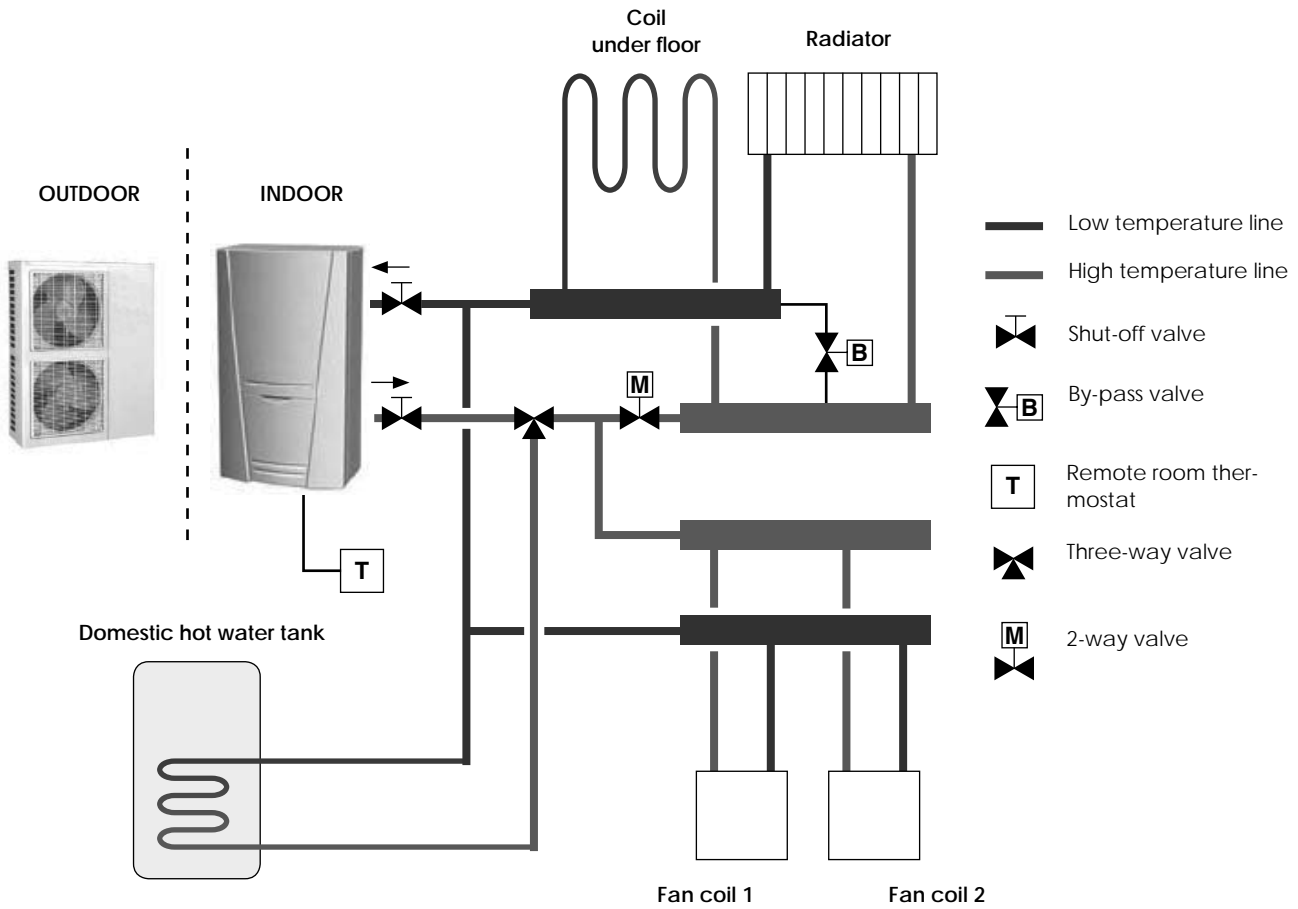 Coil
under floor
Radiator
OUTDOOR
INDOOR
Low temperature line
High temperature line
Shut-off valve
B
M
By-pass valve
B
T
Remote room ther-
mostat
T
Three-way valve
Domestic hot water tank
M
2-way valve
Fan coil 1
Fan coil 2